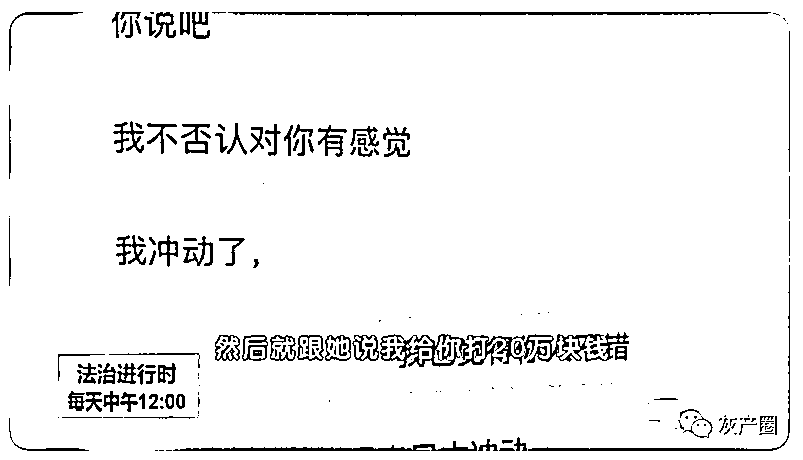 你说吧
我不否认对你有感觉
我冲动了，
然后就跟她说我给你打20万块钱
法治进行时
每天中午12:00
灰产圈
冲动